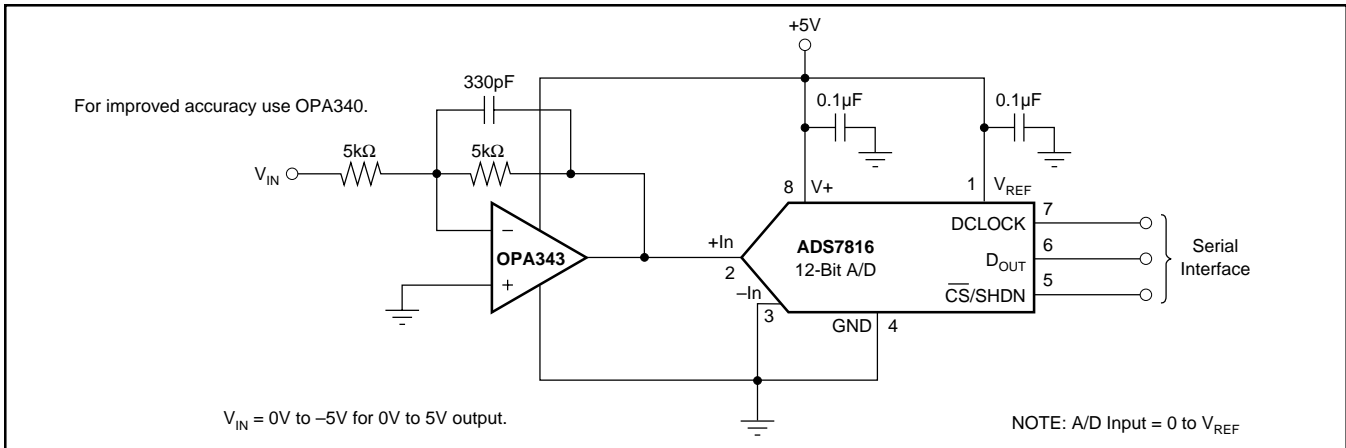 +5V
330pF
For improved accuracy use OPA340.
0.1µF
0.1µF
5kΩ
5kΩ
V_IN
8
V+
1
V_REF
7
DCLOCK
–
+In
ADS7816
6
OPA343
12-Bit A/D
D_OUT
Serial
2
Interface
+
–In
5
C̅S̅/SHDN
3
GND
4
V_IN = 0V to –5V for 0V to 5V output.
NOTE: A/D Input = 0 to V_REF